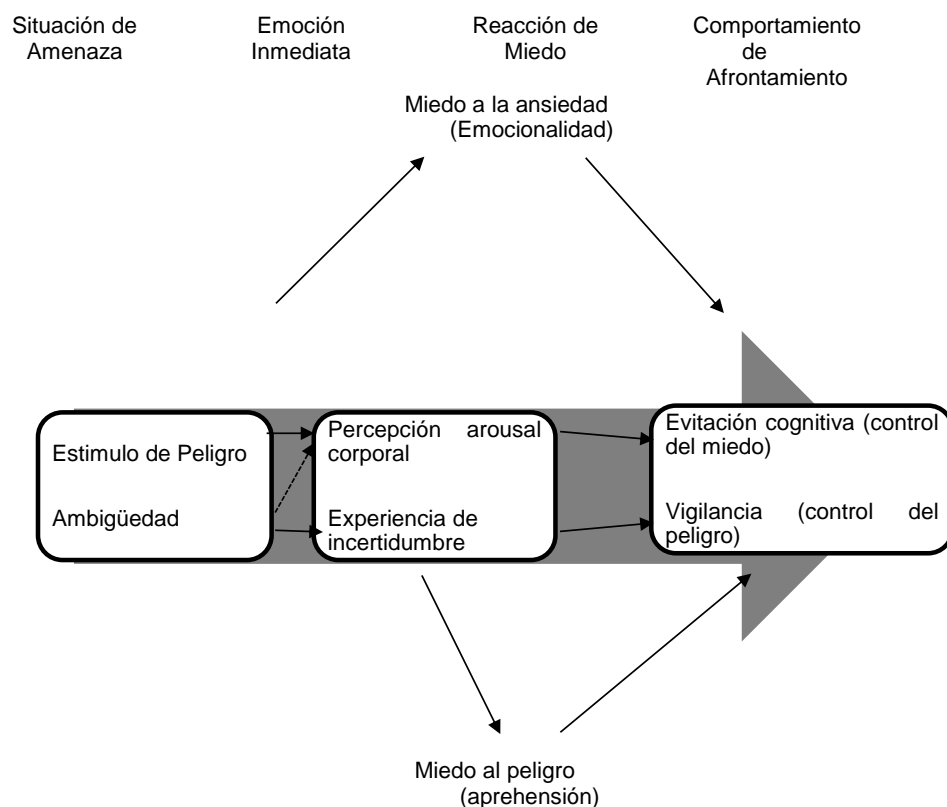 Situación de
Amenaza
Emoción
Inmediata
Reacción de
Miedo
Comportamiento
de
Afrontamiento
Miedo a la ansiedad
(Emocionalidad)
Estimulo de Peligro
Ambigüedad
Percepción arousal
corporal
Experiencia de
incertidumbre
Evitación cognitiva (control
del miedo)
Vigilancia (control del
peligro)
Miedo al peligro
(aprehensión)